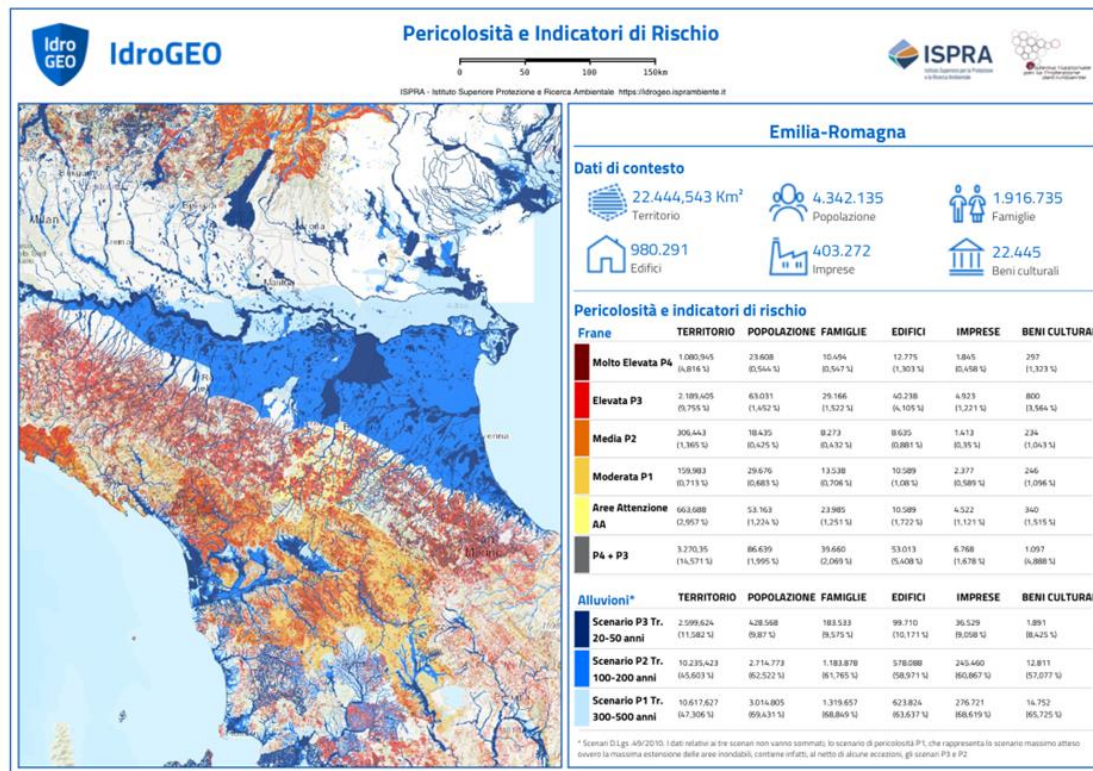 Idro
GEO
IdroGEO
Pericolosità e Indicatori di Rischio
0 50 100 150km
ISPRA - Istituto Superiore Protezione e Ricerca Ambientale https://idrogeo.isprambiente.it
ISPRA
Istituto Superiore per la Protezione
e la Ricerca Ambientale
Milan
Emilia-Romagna
Dati di contesto
22.444,543 Km²
Territorio
4.342.135
Popolazione
1.916.735
Famiglie
980.291
Edifici
403.272
Imprese
22.445
Beni culturali
Pericolosità e indicatori di rischio
Frane TERRITORIO POPOLAZIONE FAMIGLIE EDIFICI IMPRESE BENI CULTURAL
Molto Elevata P4 1.080,945 23.608 10.494 12.775 1.845 297
(4,816 %) (0,544 %) (0,547 %) (1,303 %) (0,458 %) (1,323 %)
Elevata P3 2.189,405 63.031 29.166 40.238 4.923 800
(9,755 %) (1,452 %) (1,522 %) (4,105 %) (1,221 %) (3,564 %)
Media P2 306,443 18.435 8.273 8.635 1.413 234
(1,365 %) (0,425 %) (0,432 %) (0,881 %) (0,35 %) (1,043 %)
Moderata P1 159,983 29.676 13.538 10.589 2.377 246
(0,713 %) (0,683 %) (0,706 %) (1,08 %) (0,589 %) (1,096 %)
Aree Attenzione AA 663,688 53.163 23.985 10.589 4.522 340
(2,957 %) (1,224 %) (1,251 %) (1,722 %) (1,121 %) (1,515 %)
P4 + P3 3.270,35 86.639 39.660 53.013 6.768 1.097
(14,571 %) (1,995 %) (2,069 %) (5,408 %) (1,678 %) (4,888 %)
Alluvioni* TERRITORIO POPOLAZIONE FAMIGLIE EDIFICI IMPRESE BENI CULTURAL
Scenario P3 Tr. 2.599,624 428.568 183.533 99.710 36.529 1.891
20-50 anni (11,582 %) (9,87 %) (9,575 %) (10,171 %) (9,058 %) (8,425 %)
Scenario P2 Tr. 10.235,423 2.714.773 1.183.878 578.088 245.460 12.811
100-200 anni (45,603 %) (62,522 %) (61,765 %) (58,971 %) (60,867 %) (57,077 %)
Scenario P1 Tr. 10.617,627 3.014.805 1.319.657 623.824 276.721 14.752
300-500 anni (47,306 %) (69,431 %) (68,849 %) (63,637 %) (68,619 %) (65,725 %)
* Scenari D.Lgs. 49/2010. I dati relativi ai tre scenari non vanno sommati; lo scenario di pericolosità P1, che rappresenta lo scenario massimo atteso
ovvero la massima estensione delle aree inondabili, contiene infatti, al netto di alcune eccezioni, gli scenari P3 e P2